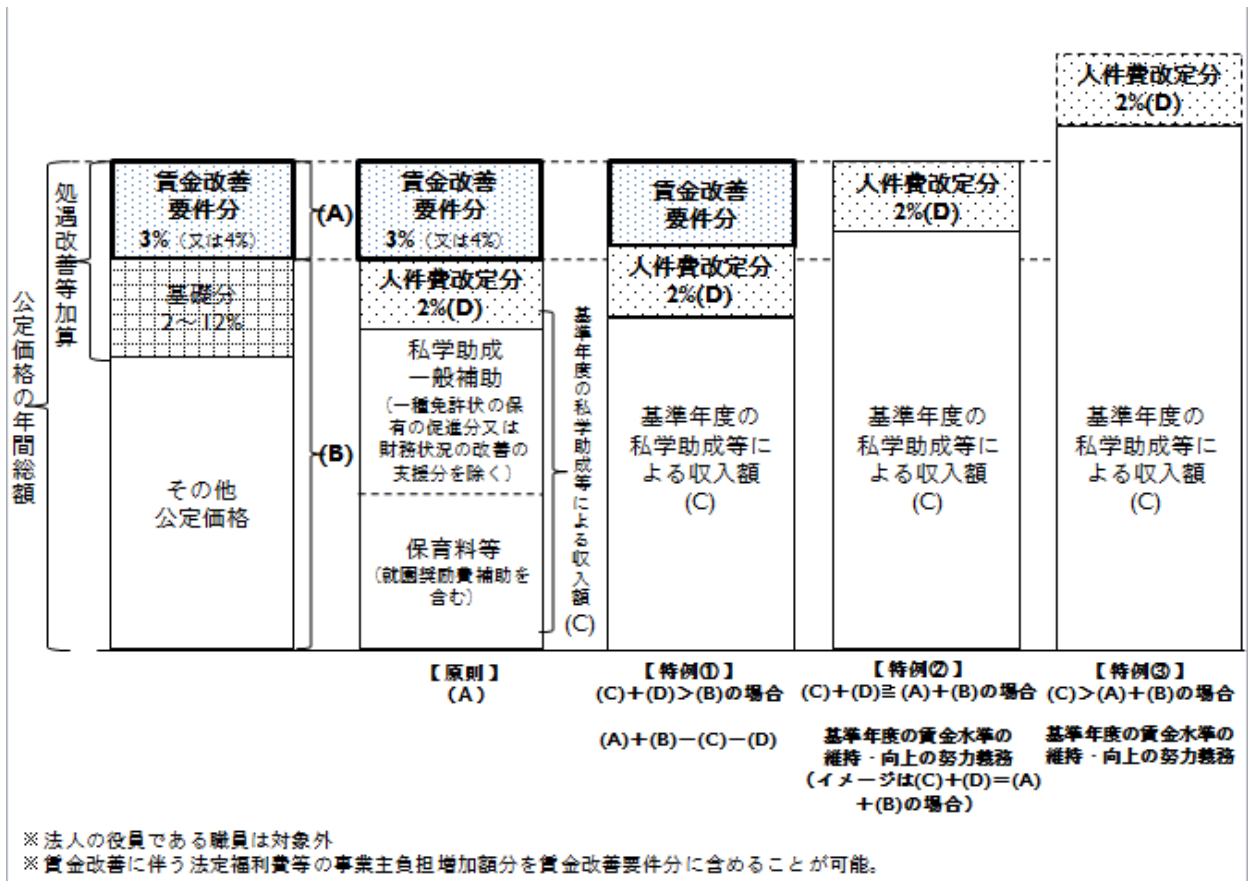 公定価格の年間総額
処遇改善等加算
賃金改善
要件分
3%（又は4%）
基礎分
2～12%
その他
公定価格
(A)
(B)
賃金改善
要件分
3%（又は4%）
人件費改定分
2%(D)
私学助成
一般補助
（一種免許状の保
有の促進分又は
財務状況の改善の
支援分を除く）
保育料等
（就園奨励費補助を
含む）
基準年度の私学助成等による収入額
(C)
【原則】
(A)
賃金改善
要件分
人件費改定分
2%(D)
基準年度の
私学助成等に
よる収入額
(C)
【特例①】
(C)+(D)>(B)の場合
(A)+(B)－(C)－(D)
人件費改定分
2%(D)
基準年度の
私学助成等に
よる収入額
(C)
【特例②】
(C)+(D)≧(A)+(B)の場合
基準年度の賃金水準の
維持・向上の努力義務
（イメージは(C)+(D)＝(A)
+(B)の場合）
人件費改定分
2%(D)
基準年度の
私学助成等に
よる収入額
(C)
【特例③】
(C)>(A)+(B)の場合
基準年度の賃金水準の
維持・向上の努力義務
※法人の役員である職員は対象外
※賃金改善に伴う法定福利費等の事業主負担増加額分を賃金改善要件分に含めることが可能。